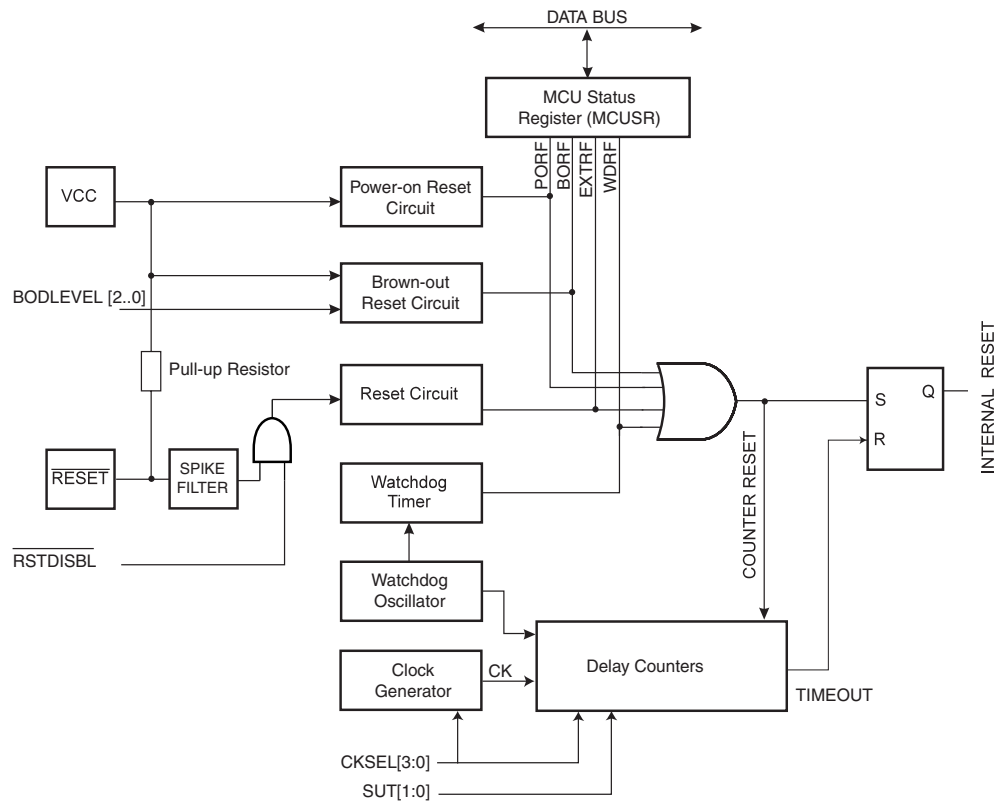 DATA BUS
MCU Status
Register (MCUSR)
PORF
BORF
EXTRF
WDRF
VCC
Power-on Reset
Circuit
BODLEVEL [2..0]
Brown-out
Reset Circuit
Pull-up Resistor
Reset Circuit
RESET
SPIKE
FILTER
Watchdog
Timer
RSTDISBL
Watchdog
Oscillator
Clock
Generator
CK
Delay Counters
COUNTER RESET
S
R
Q
INTERNAL RESET
TIMEOUT
CKSEL[3:0]
SUT[1:0]